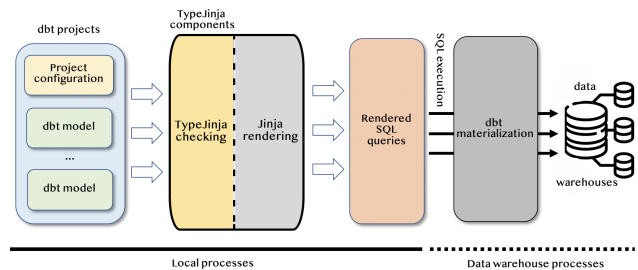 dbt projects
Project
configuration
dbt model
...
dbt model
TypeJinja
components
TypeJinja
checking
Jinja
rendering
Rendered
SQL
queries
SQL execution
dbt
materialization
data
warehouses
Local processes
Data warehouse processes